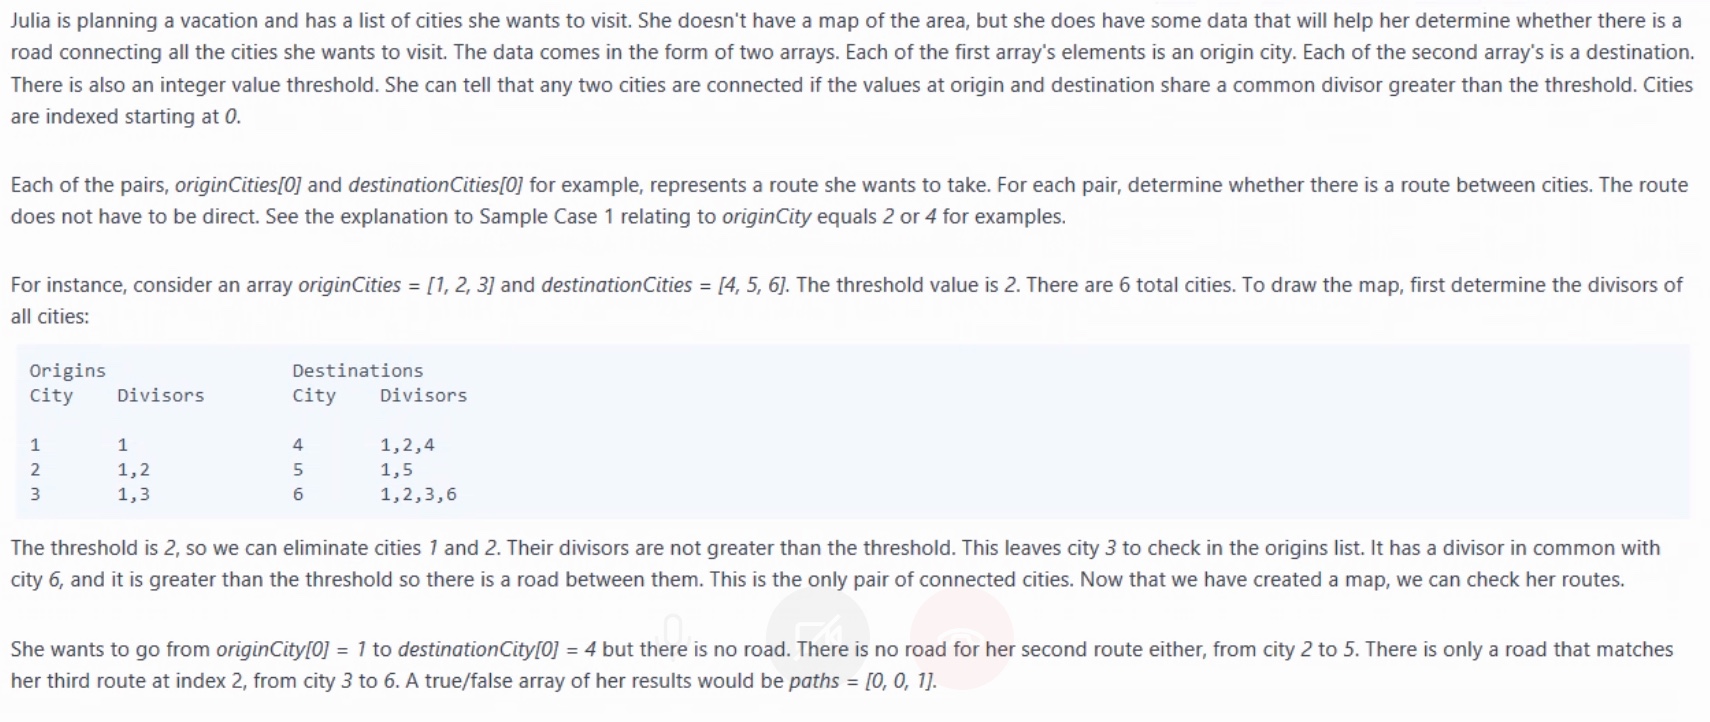 Julia is planning a vacation and has a list of cities she wants to visit. She doesn't have a map of the area, but she does have some data that will help her determine whether there is a
road connecting all the cities she wants to visit. The data comes in the form of two arrays. Each of the first array's elements is an origin city. Each of the second array's is a destination.
There is also an integer value threshold. She can tell that any two cities are connected if the values at origin and destination share a common divisor greater than the threshold. Cities
are indexed starting at 0.
Each of the pairs, originCities[0] and destinationCities[0] for example, represents a route she wants to take. For each pair, determine whether there is a route between cities. The route
does not have to be direct. See the explanation to Sample Case 1 relating to originCity equals 2 or 4 for examples.
For instance, consider an array originCities = [1, 2, 3] and destinationCities = [4, 5, 6]. The threshold value is 2. There are 6 total cities. To draw the map, first determine the divisors of
all cities:
Origins Destinations
City Divisors City Divisors
1 1 4 1,2,4
2 1,2 5 1,5
3 1,3 6 1,2,3,6
The threshold is 2, so we can eliminate cities 1 and 2. Their divisors are not greater than the threshold. This leaves city 3 to check in the origins list. It has a divisor in common with
city 6, and it is greater than the threshold so there is a road between them. This is the only pair of connected cities. Now that we have created a map, we can check her routes.
She wants to go from originCity[0] = 1 to destinationCity[0] = 4 but there is no road. There is no road for her second route either, from city 2 to 5. There is only a road that matches
her third route at index 2, from city 3 to 6. A true/false array of her results would be paths = [0, 0, 1].